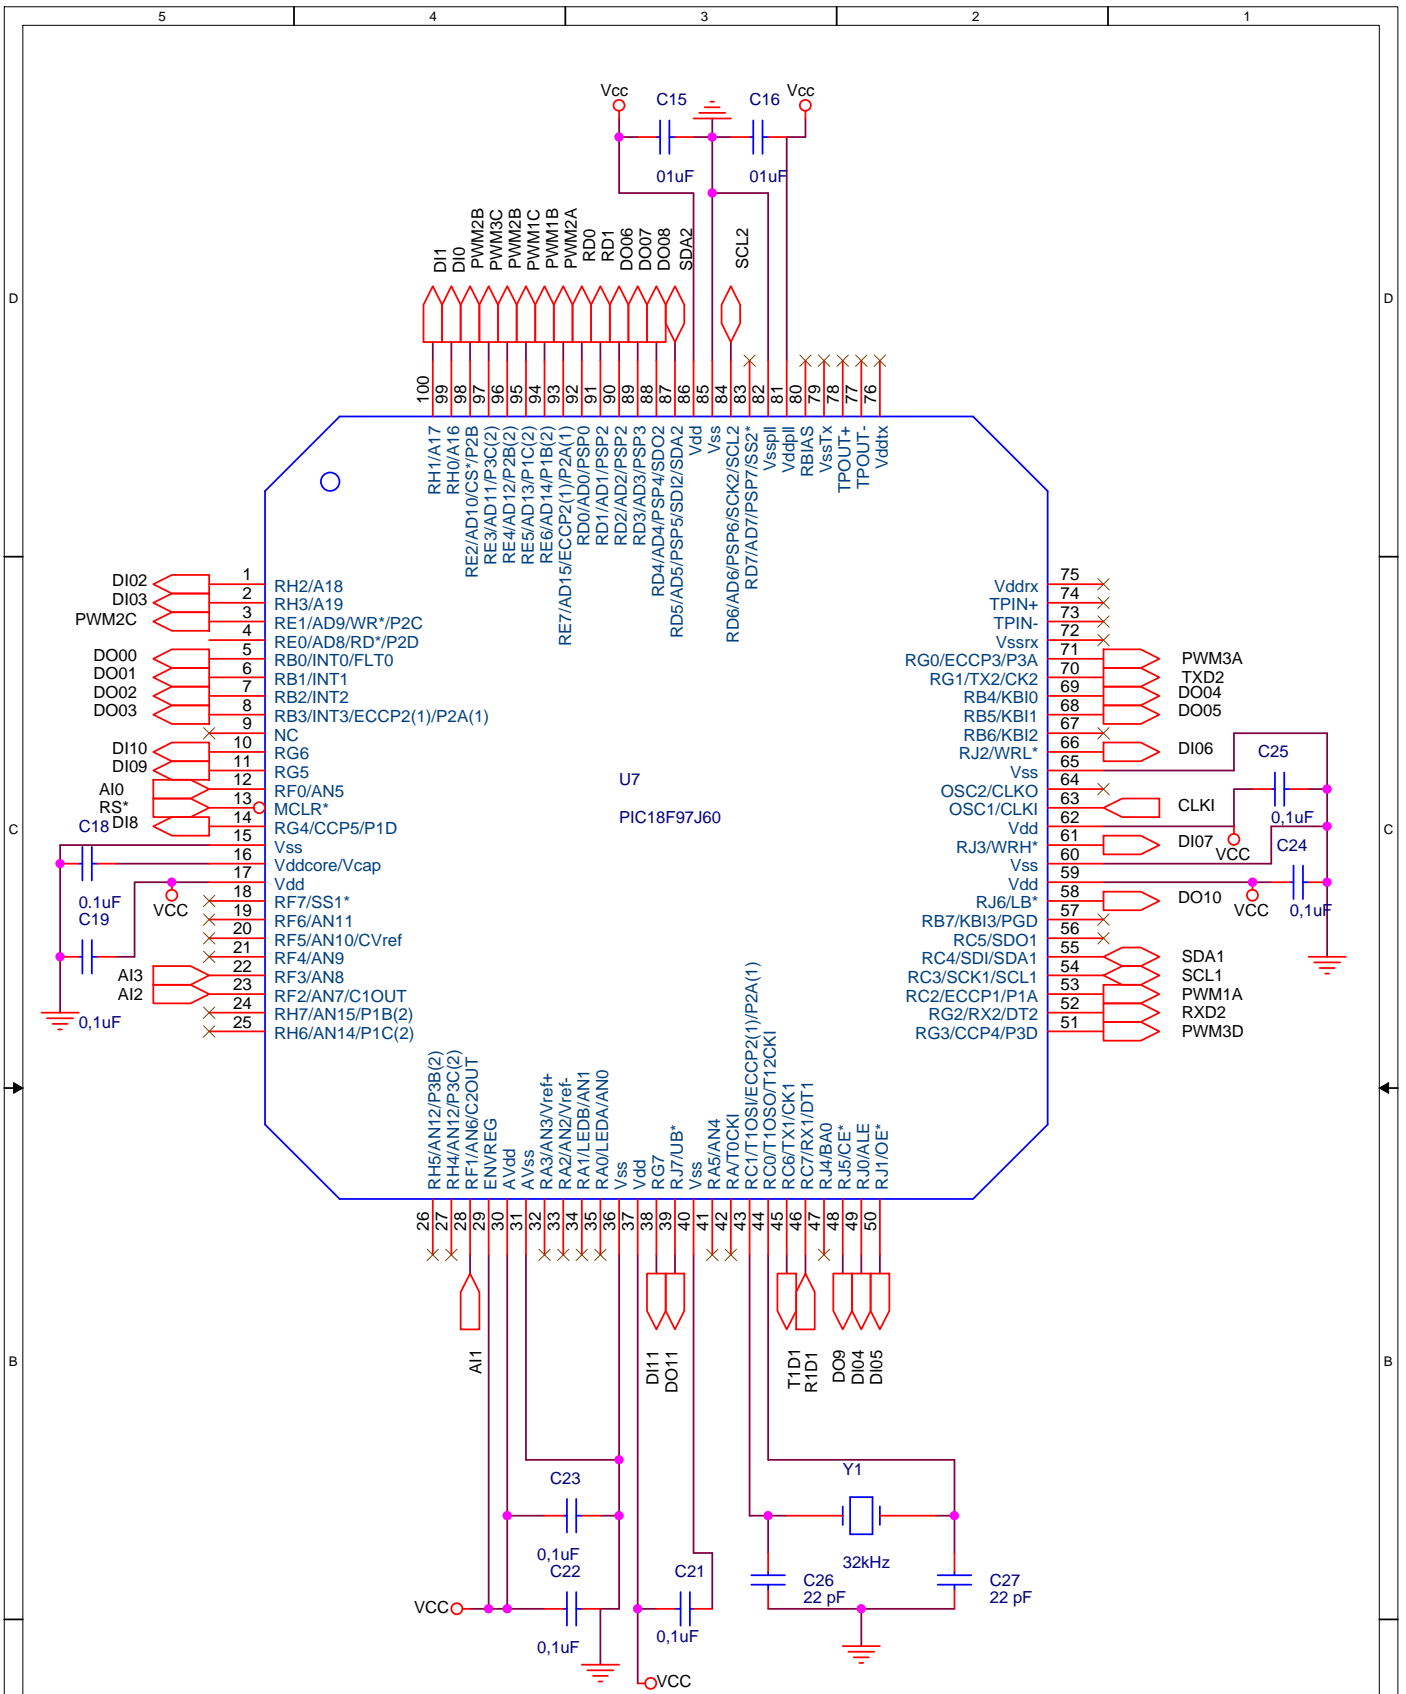 5 4 3 2 1
Vcc C15 C16 Vcc
01uF 01uF
DI1
DI0
PWM2B
PWM3C
PWM2B
PWM1C
PWM1B
PWM2A
RD0
RD1
DO06
DO07
DO08
SDA2
SCL2
D D
100 RH1/A17
99 RH0/A16
98 RE2/AD10/CS*/P2B
97 RE3/AD11/P3C(2)
96 RE4/AD12/P2B(2)
95 RE5/AD13/P1C(2)
94 RE6/AD14/P1B(2)
93 RE7/AD15/ECCP2(1)/P2A(1)
92 RD0/AD0/PSP0
91 RD1/AD1/PSP2
90 RD2/AD2/PSP2
89 RD3/AD3/PSP3
88 RD4/AD4/PSP4/SDO2
87 RD5/AD5/PSP5/SDI2/SDA2
86 Vdd
85 Vss
84 RD6/AD6/PSP6/SCK2/SCL2
83 RD7/AD7/PSP7/SS2*
82 Vsspll
81 Vddpll
80 RBIAS
79 VssTx
78 TPOUT+
77 TPOUT-
76 Vddtx
DI02 1 RH2/A18
DI03 2 RH3/A19
PWM2C 3 RE1/AD9/WR*/P2C
4 RE0/AD8/RD*/P2D
DO00 5 RB0/INT0/FLT0
DO01 6 RB1/INT1
DO02 7 RB2/INT2
DO03 8 RB3/INT3/ECCP2(1)/P2A(1)
9 NC
DI10 10 RG6
DI09 11 RG5
AI0 12 RF0/AN5
RS* 13 MCLR*
DI8 14 RG4/CCP5/P1D
15 Vss
16 Vddcore/Vcap
17 Vdd
18 RF7/SS1*
19 RF6/AN11
20 RF5/AN10/CVref
21 RF4/AN9
AI3 22 RF3/AN8
AI2 23 RF2/AN7/C1OUT
24 RH7/AN15/P1B(2)
25 RH6/AN14/P1C(2)
C18
0.1uF
VCC
C19
0,1uF
U7
PIC18F97J60
Vddrx 75
TPIN+ 74
TPIN- 73
Vssrx 72
RG0/ECCP3/P3A 71 PWM3A
RG1/TX2/CK2 70 TXD2
RB4/KBI0 69 DO04
RB5/KBI1 68 DO05
RB6/KBI2 67
RJ2/WRL* 66 DI06
Vss 65
OSC2/CLKO 64
OSC1/CLKI 63 CLKI
Vdd 62
RJ3/WRH* 61 DI07
Vss 60
Vdd 59
RJ6/LB* 58 DO10
RB7/KBI3/PGD 57
RC5/SDO1 56
RC4/SDI/SDA1 55 SDA1
RC3/SCK1/SCL1 54 SCL1
RC2/ECCP1/P1A 53 PWM1A
RG2/RX2/DT2 52 RXD2
RG3/CCP4/P3D 51 PWM3D
C25
0,1uF
VCC
C24
VCC
0,1uF
C C
RH5/AN12/P3B(2) 26
RH4/AN12/P3C(2) 27
RF1/AN6/C2OUT 28
ENVREG 29
AVdd 30
AVss 31
RA3/AN3/Vref+ 32
RA2/AN2/Vref- 33
RA1/LEDB/AN1 34
RA0/LEDA/AN0 35
Vss 36
Vdd 37
RG7 38
RJ7/UB* 39
Vss 40
RA5/AN4 41
RA/T0CKI 42
RC1/T1OSI/ECCP2(1)/P2A(1) 43
RC0/T1OSO/T12CKI 44
RC6/TX1/CK1 45
RC7/RX1/DT1 46
RJ4/BA0 47
RJ5/CE* 48
RJ0/ALE 49
RJ1/OE* 50
B B
AI1
DI11
DO11
T1D1
R1D1
DO9
DI04
DI05
C23
0,1uF
C22
0,1uF
VCC
C21
0,1uF
VCC
Y1
32kHz
C26
22 pF
C27
22 pF